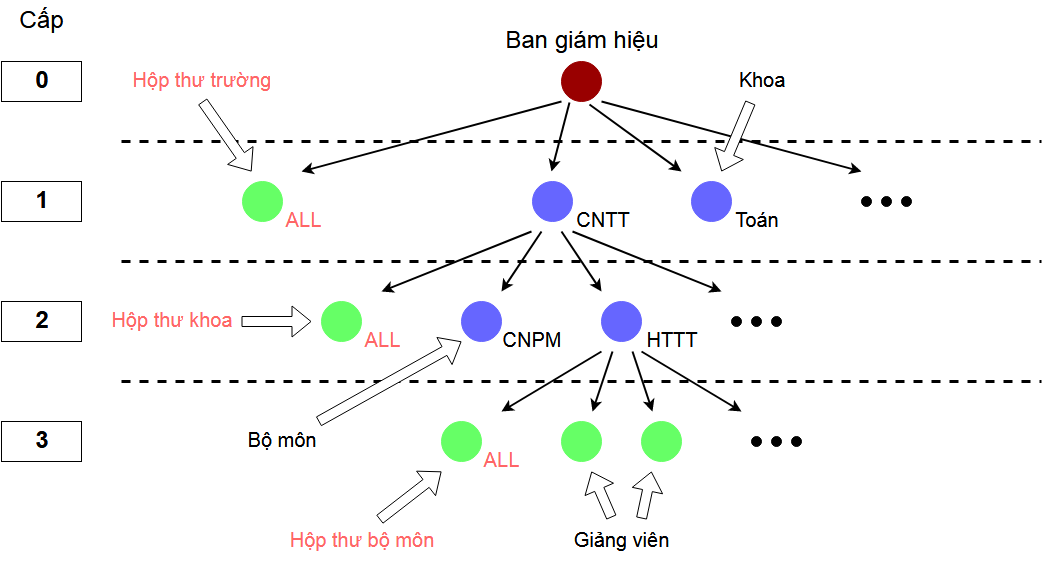 Cấp
Ban giám hiệu
0
Hộp thư trường
Khoa
1
ALL
CNTT
Toán
2
Hộp thư khoa
ALL
CNPM
HTTT
3
Bộ môn
ALL
Hộp thư bộ môn
Giảng viên